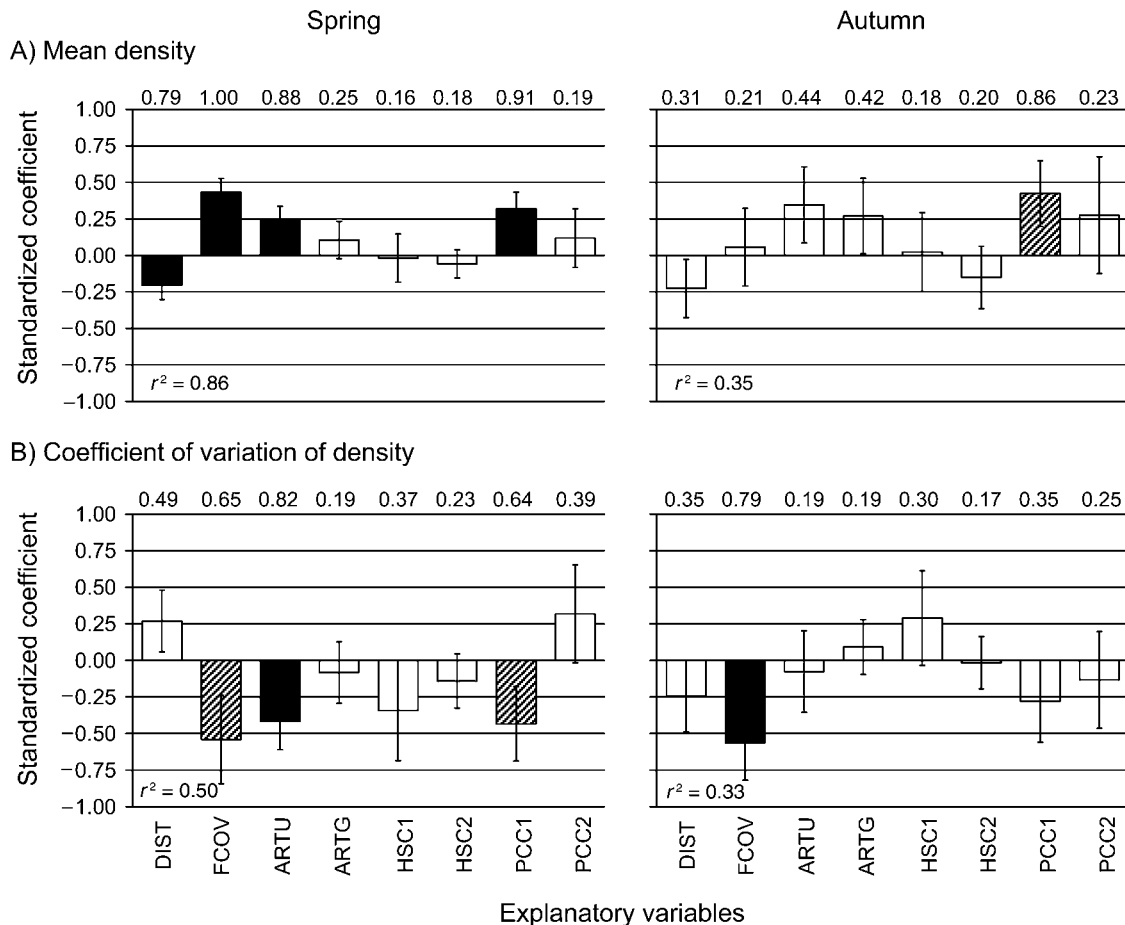 Spring Autumn
A) Mean density
0.79 1.00 0.88 0.25 0.16 0.18 0.91 0.19
0.31 0.21 0.44 0.42 0.18 0.20 0.86 0.23
Standardized coefficient
1.00
0.75
0.50
0.25
0.00
−0.25
−0.50
−0.75
−1.00
r² = 0.86
r² = 0.35
B) Coefficient of variation of density
0.49 0.65 0.82 0.19 0.37 0.23 0.64 0.39
0.35 0.79 0.19 0.19 0.30 0.17 0.35 0.25
Standardized coefficient
1.00
0.75
0.50
0.25
0.00
−0.25
−0.50
−0.75
−1.00
r² = 0.50
r² = 0.33
DIST FCOV ARTU ARTG HSC1 HSC2 PCC1 PCC2
DIST FCOV ARTU ARTG HSC1 HSC2 PCC1 PCC2
Explanatory variables